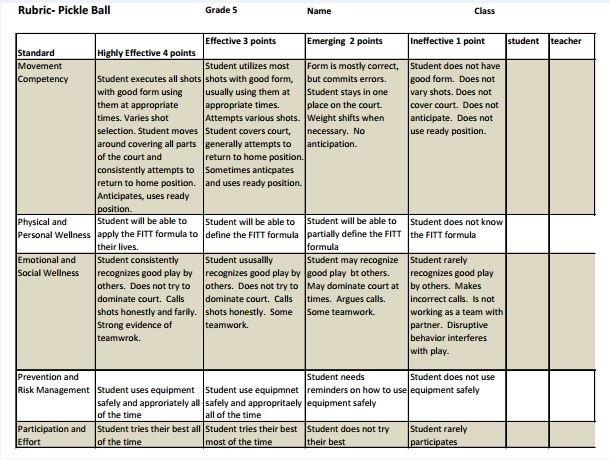 Rubric- Pickle Ball Grade 5 Name Class
Standard Highly Effective 4 points Effective 3 points Emerging 2 points Ineffective 1 point student teacher
Movement
Competency
Student executes all shots
with good form using
them at appropriate
times. Varies shot
selection. Student moves
around covering all parts
of the court and
consistently attempts to
return to home position.
Anticipates, uses ready
position.
Student utilizes most
shots with good form,
usually using them at
appropriate times.
Attempts various shots.
Student covers court,
generally attempts to
return to home position.
Sometimes anticpates
and uses ready position.
Form is mostly correct,
but commits errors.
Student stays in one
place on the court.
Weight shifts when
necessary. No
anticipation.
Student does not have
good form. Does not
vary shots. Does not
cover court. Does not
anticipate. Does not
use ready position.
Physical and
Personal Wellness
Student will be able to
apply the FITT formula to
their lives.
Student will be able to
define the FITT formula
Student will be able to
partially define the FITT
formula
Student does not know
the FITT formula
Emotional and
Social Wellness
Student consistently
recognizes good play by
others. Does not try to
dominate court. Calls
shots honestly and farily.
Strong evidence of
teamwrok.
Student ususallly
recognizes good play by
others. Does not try to
dominate court. Calls
shots honestly. Some
teamwork.
Student may recognize
good play bt others.
May dominate court at
times. Argues calls.
Some teamwork.
Student rarely
recognizes good play
by others. Makes
incorrect calls. Is not
working as a team with
partner. Disruptive
behavior interferes
with play.
Prevention and
Risk Management
Student uses equipment
safely and approriately all
of the time
Student use equipmnet
safely and appropritaely
all of the time
Student needs
reminders on how to use
equipment safely
Student does not use
equipment safely
Participation and
Effort
Student tries their best all
of the time
Student tries their best
most of the time
Student does not try
their best
Student rarely
participates